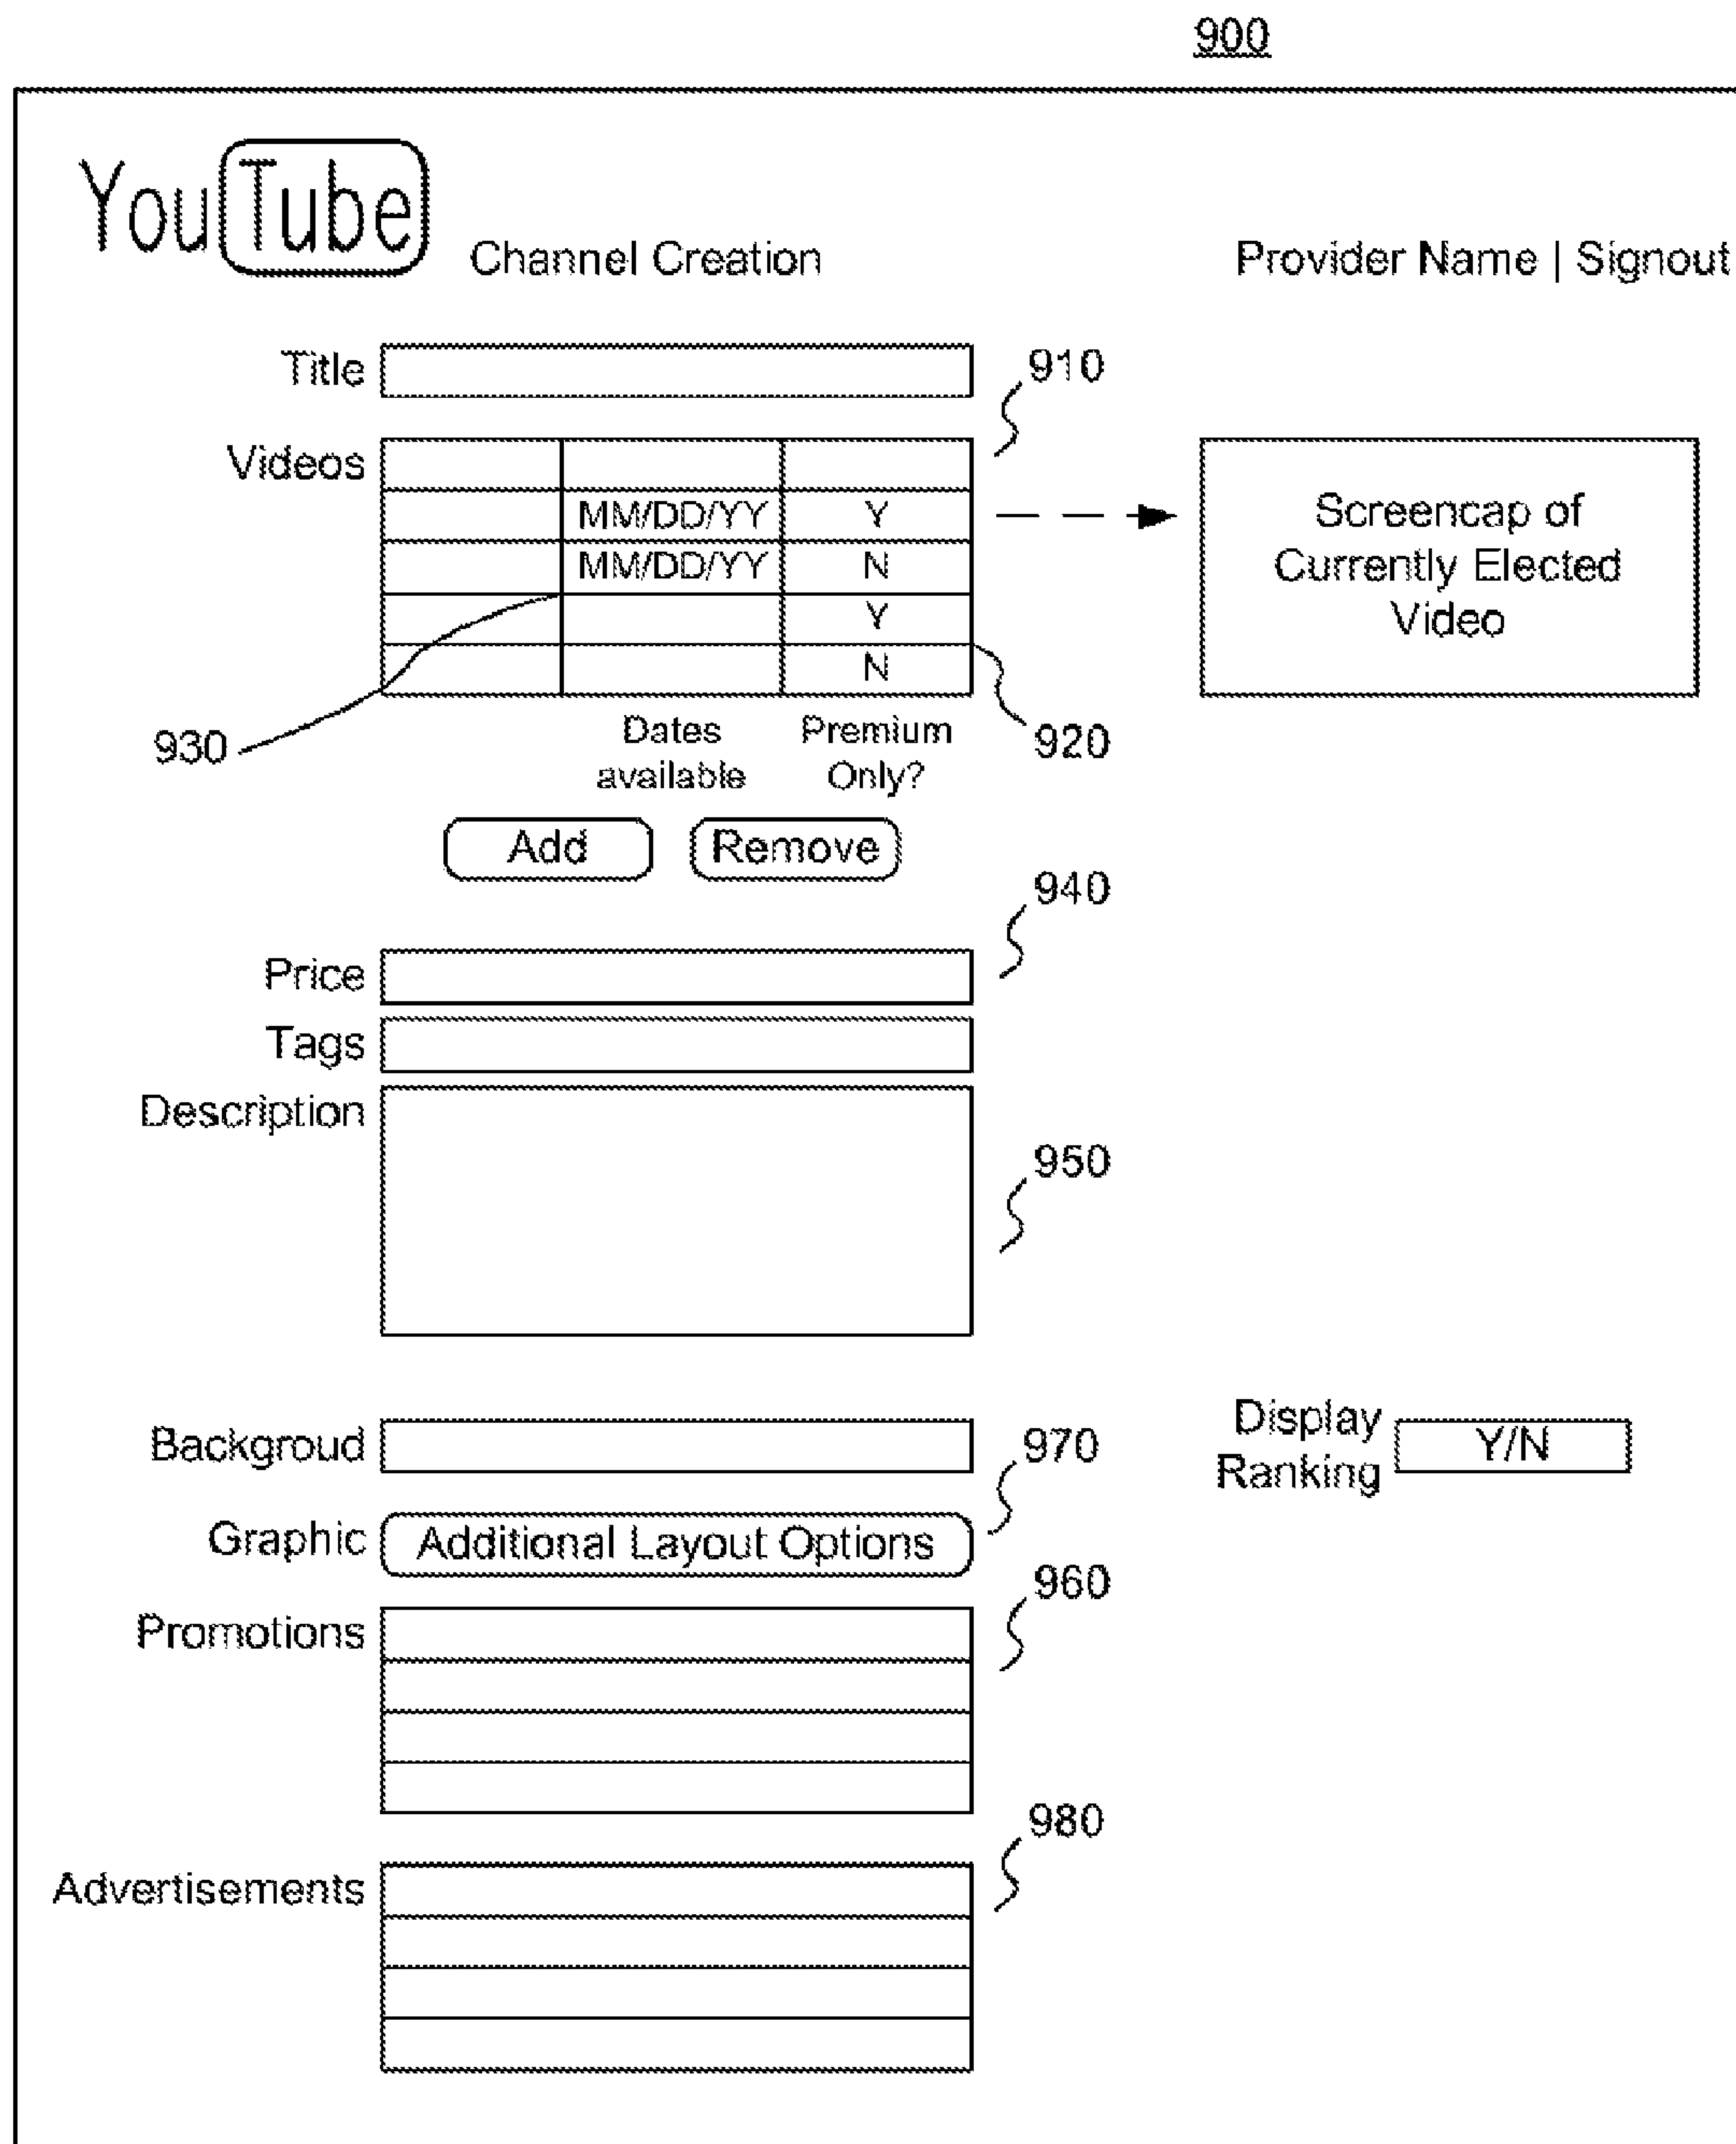 900
YouTube
Channel Creation
Provider Name | Signout
Title
910
Videos
MM/DD/YY Y
MM/DD/YY N
Y
N
Screencap of
Currently Elected
Video
930
Dates
available
Premium
Only?
920
Add
Remove
940
Price
Tags
Description
950
Backgroud
970
Display
Ranking
Y/N
Graphic
Additional Layout Options
960
Promotions
980
Advertisements